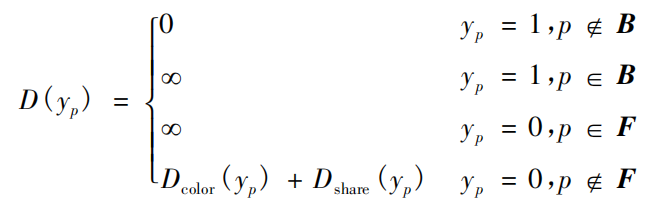 0 y_p = 1, p ∉ B
∞ y_p = 1, p ∈ B
D(y_p) =
∞ y_p = 0, p ∈ F
D_color(y_p) + D_share(y_p) y_p = 0, p ∉ F